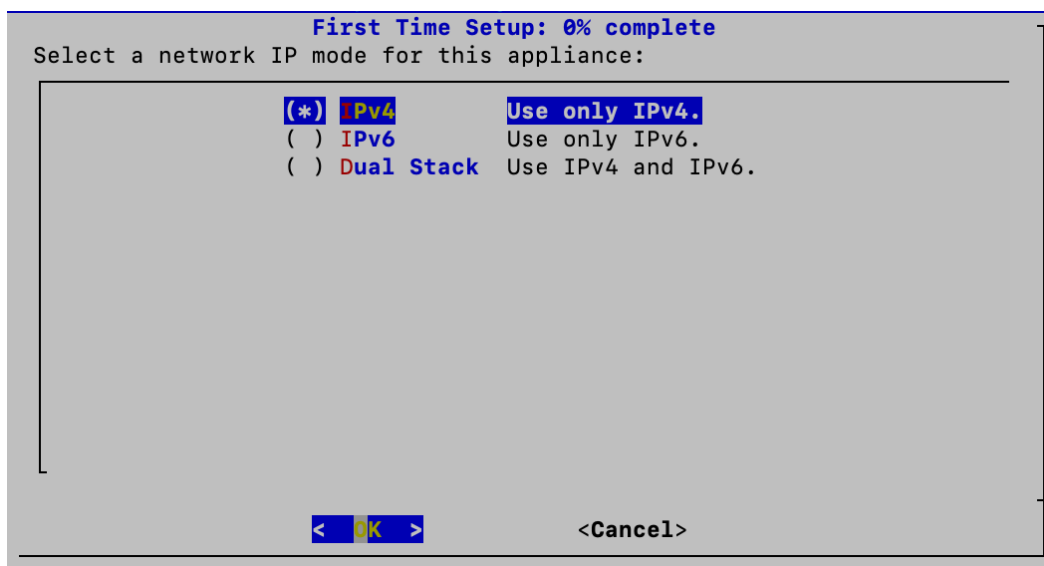 First Time Setup: 0% complete
Select a network IP mode for this appliance:
(*) IPv4 Use only IPv4.
( ) IPv6 Use only IPv6.
( ) Dual Stack Use IPv4 and IPv6.
< OK > <Cancel>